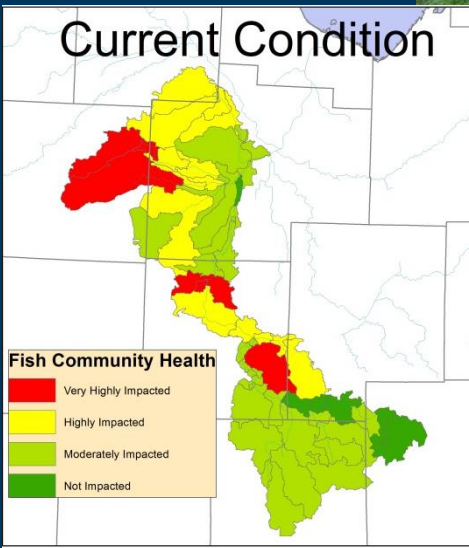 Current Condition
Fish Community Health
Very Highly Impacted
Highly Impacted
Moderately Impacted
Not Impacted